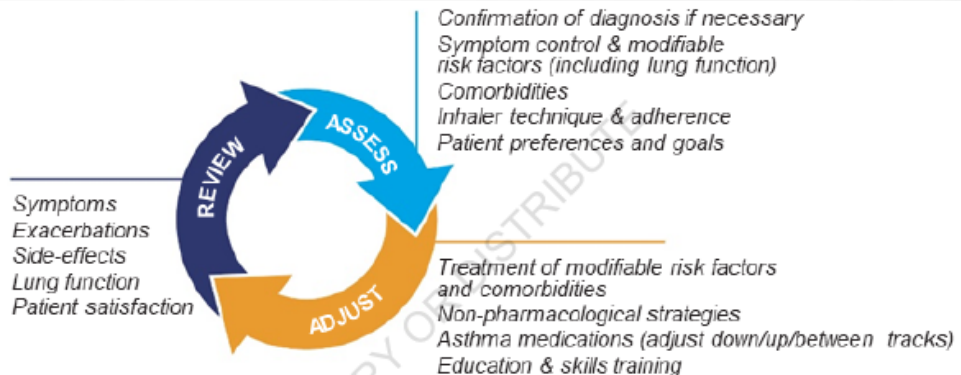 Confirmation of diagnosis if necessary
Symptom control & modifiable
risk factors (including lung function)
Comorbidities
Inhaler technique & adherence
Patient preferences and goals
ASSESS
REVIEW
Symptoms
Exacerbations
Side-effects
Lung function
Patient satisfaction
ADJUST
Treatment of modifiable risk factors
and comorbidities
Non-pharmacological strategies
Asthma medications (adjust down/up/between tracks)
Education & skills training
OR DISTRIBUTE